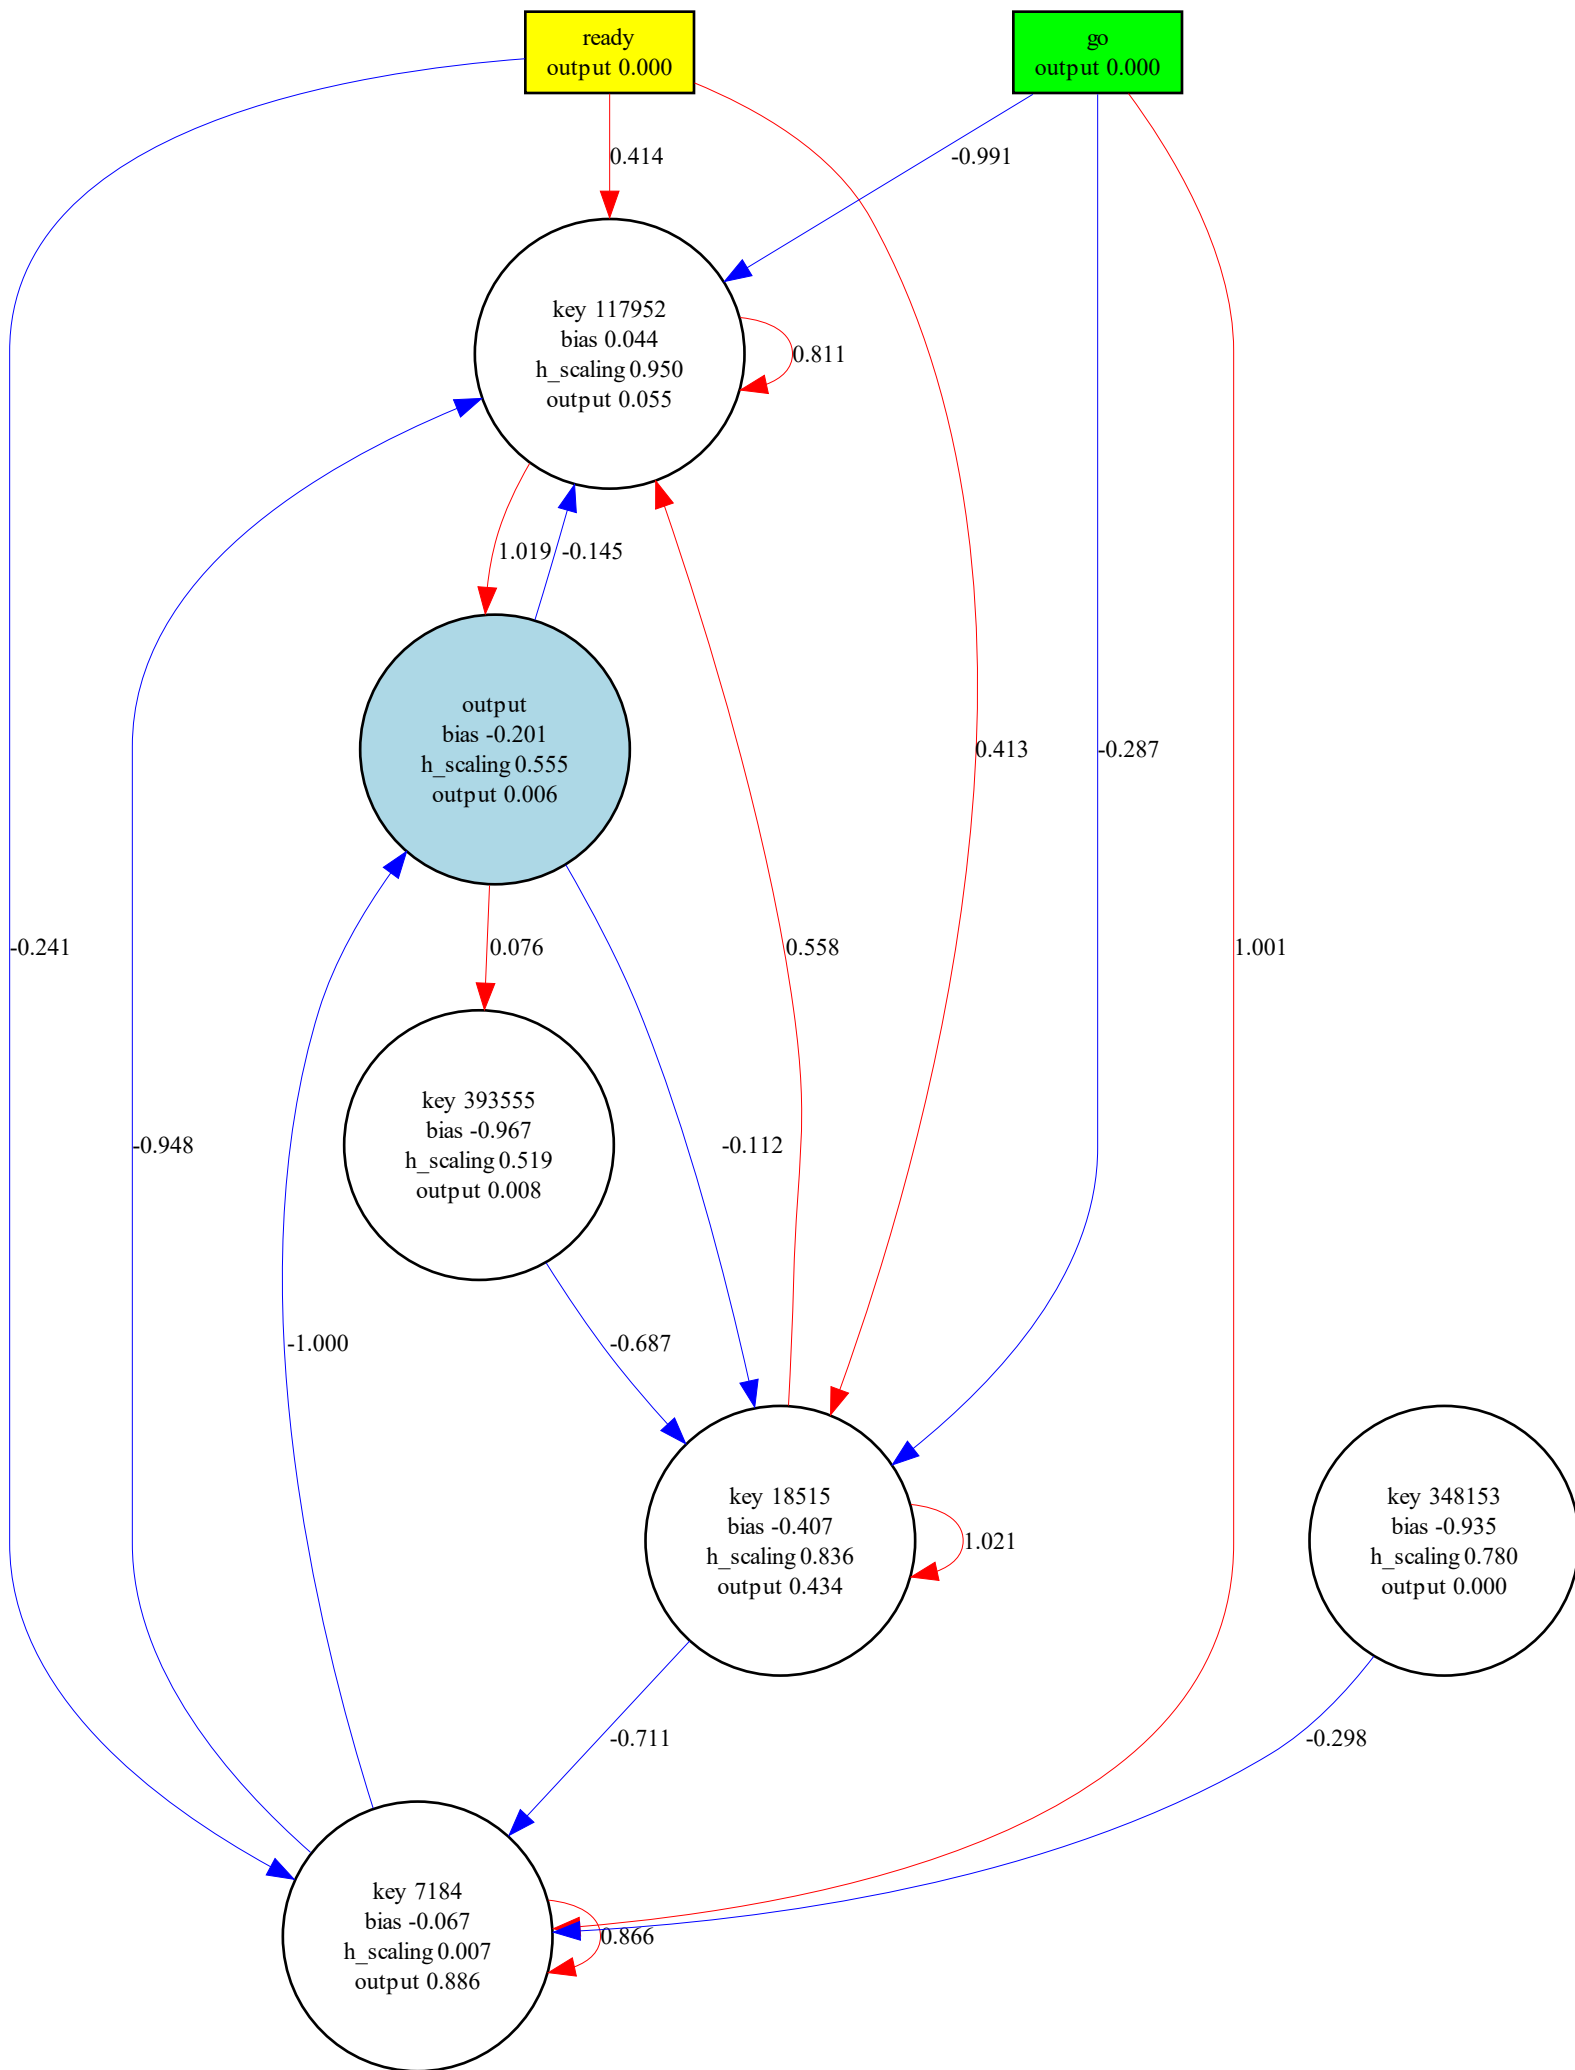 ready
output 0.000
go
output 0.000
0.414
-0.991
key 117952
bias 0.044
h_scaling 0.950
output 0.055
0.811
1.019
-0.145
output
bias -0.201
h_scaling 0.555
output 0.006
0.413
-0.287
-0.241
0.076
0.558
1.001
key 393555
bias -0.967
h_scaling 0.519
output 0.008
-0.948
-0.112
-1.000
-0.687
key 18515
bias -0.407
h_scaling 0.836
output 0.434
1.021
key 348153
bias -0.935
h_scaling 0.780
output 0.000
-0.711
-0.298
key 7184
bias -0.067
h_scaling 0.007
output 0.886
0.866